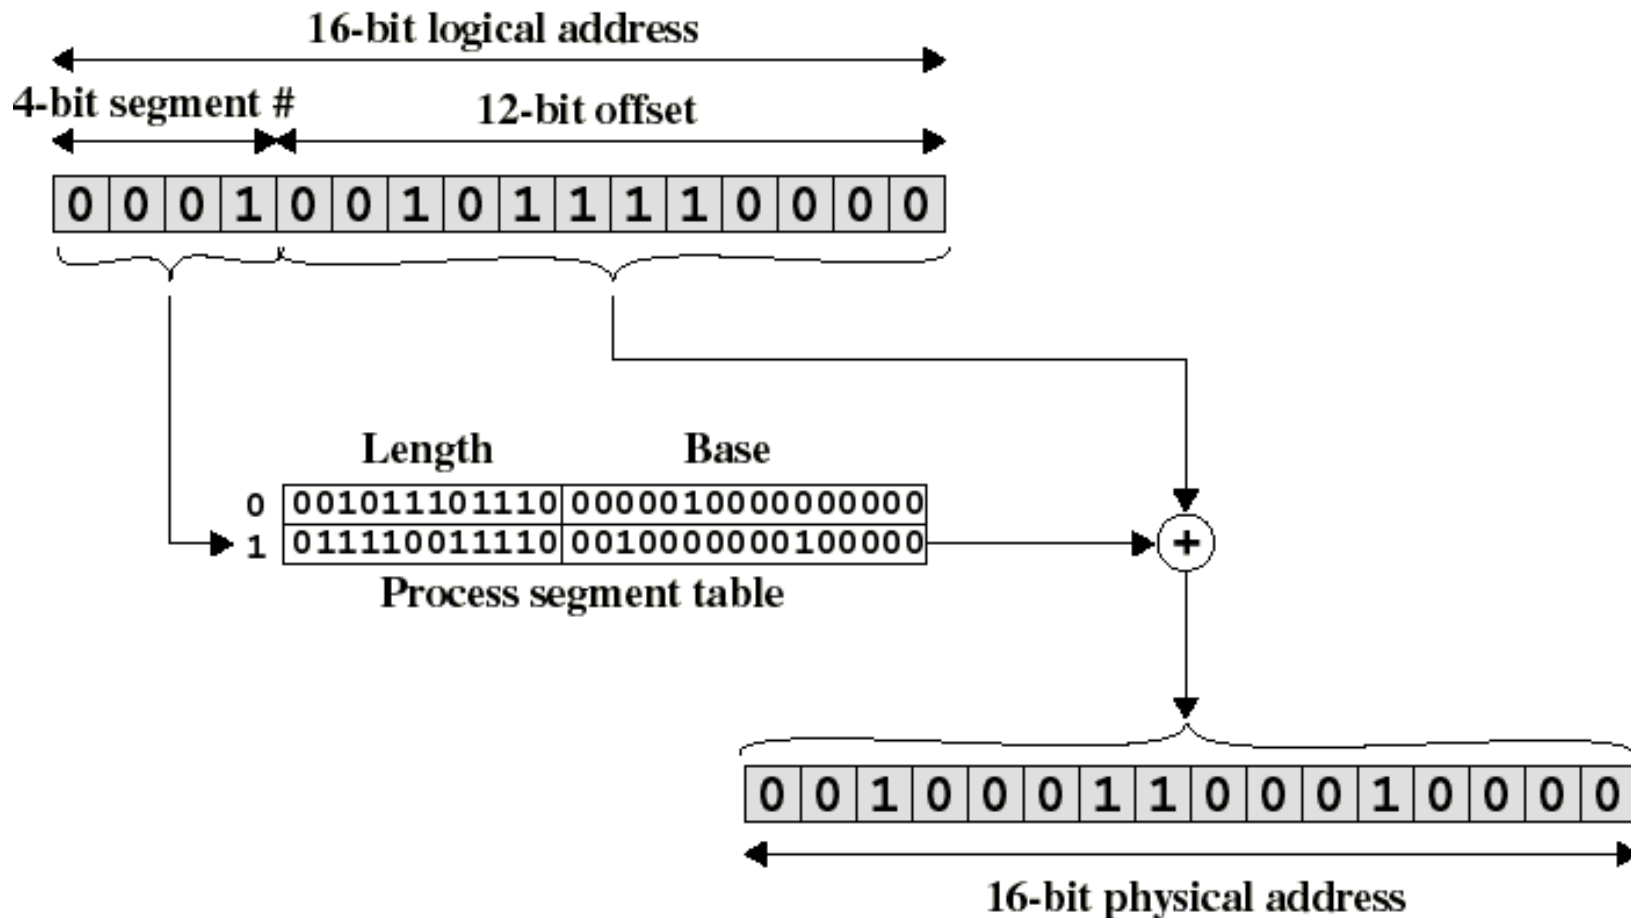 16-bit logical address
4-bit segment # 12-bit offset
0 0 0 1 0 0 1 0 1 1 1 1 0 0 0 0
Length Base
0 001011101110 0000010000000000
1 011110011110 0010000000100000
+
Process segment table
0 0 1 0 0 0 1 1 0 0 0 1 0 0 0 0
16-bit physical address